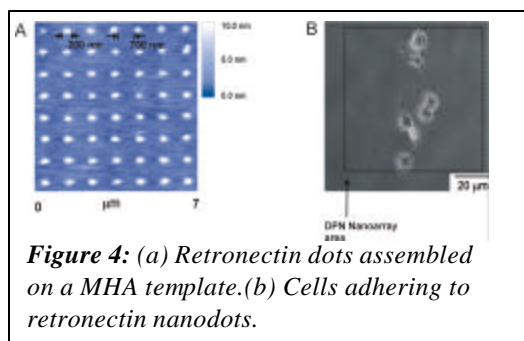 A
10.0 nm
200 nm
700 nm
5.0 nm
0.0 nm
0
μm
7
B
20 μm
DPN Nanoarray
area
Figure 4: (a) Retronectin dots assembled
on a MHA template.(b) Cells adhering to
retronectin nanodots.